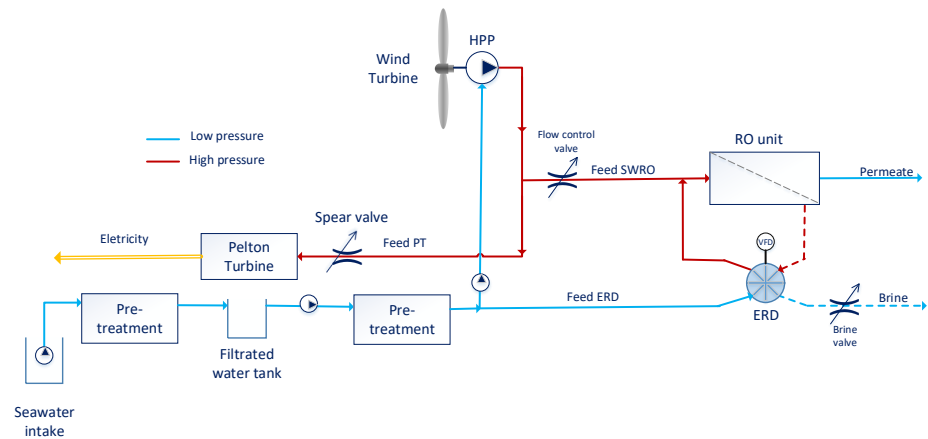 HPP
Wind
Turbine
Low pressure
High pressure
Flow control
valve
RO unit
Feed SWRO
Permeate
Spear valve
Eletricity
Pelton
Turbine
Feed PT
VFD
Pre-
treatment
Filtrated
water tank
Pre-
treatment
Feed ERD
ERD
Brine
Brine
valve
Seawater
intake